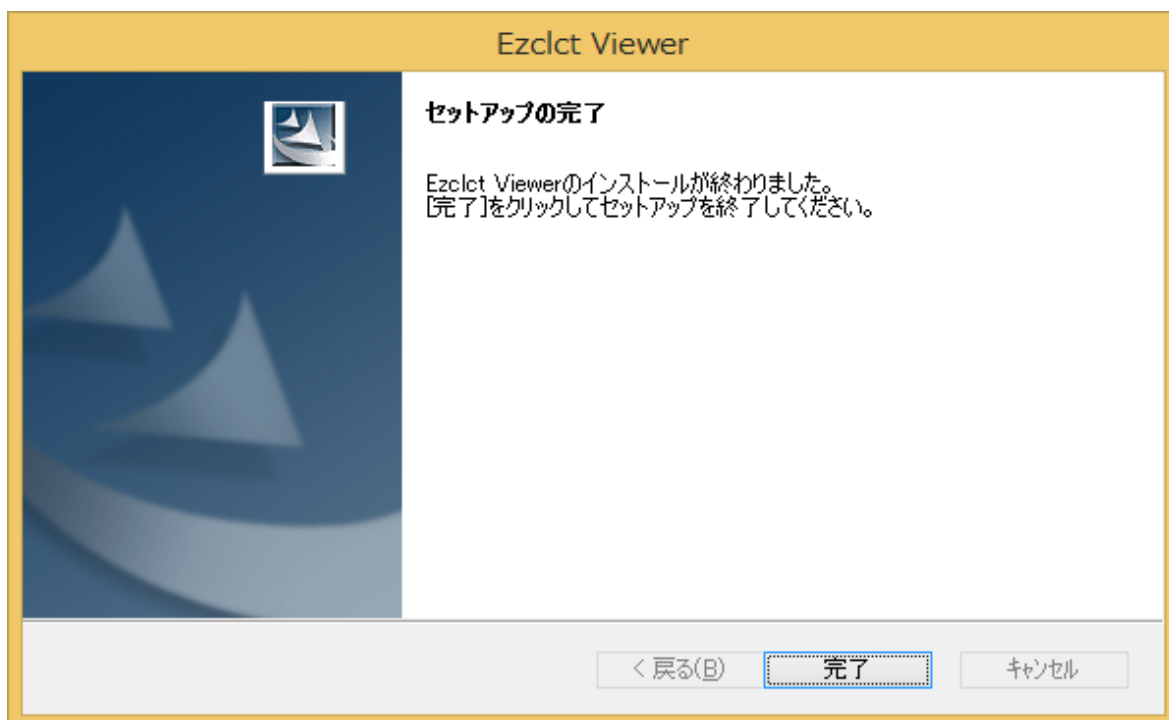 Ezclct Viewer
セットアップの完了
Ezclct Viewerのインストールが終わりました。
[完了]をクリックしてセットアップを終了してください。
< 戻る(B)
完了
キャンセル